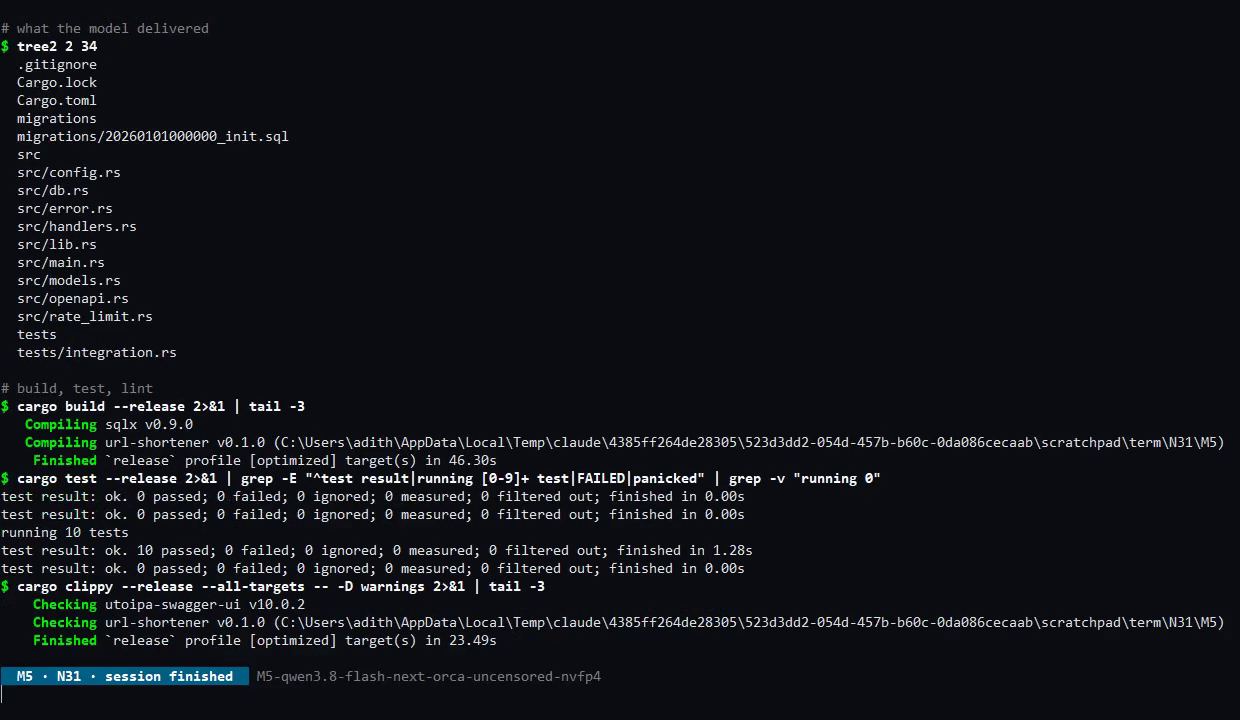 # what the model delivered
$ tree2 2 34
.gitignore
Cargo.lock
Cargo.toml
migrations
migrations/20260101000000_init.sql
src
src/config.rs
src/db.rs
src/error.rs
src/handlers.rs
src/lib.rs
src/main.rs
src/models.rs
src/openapi.rs
src/rate_limit.rs
tests
tests/integration.rs
# build, test, lint
$ cargo build --release 2>&1 | tail -3
Compiling sqlx v0.9.0
Compiling url-shortener v0.1.0 (C:\Users\adith\AppData\Local\Temp\claude\4385ff264de28305\523d3dd2-054d-457b-b60c-0da086cecaab\scratchpad\term\N31\M5)
Finished `release` profile [optimized] target(s) in 46.30s
$ cargo test --release 2>&1 | grep -E "^test result|running [0-9]+ test|FAILED|panicked" | grep -v "running 0"
test result: ok. 0 passed; 0 failed; 0 ignored; 0 measured; 0 filtered out; finished in 0.00s
test result: ok. 0 passed; 0 failed; 0 ignored; 0 measured; 0 filtered out; finished in 0.00s
running 10 tests
test result: ok. 10 passed; 0 failed; 0 ignored; 0 measured; 0 filtered out; finished in 1.28s
test result: ok. 0 passed; 0 failed; 0 ignored; 0 measured; 0 filtered out; finished in 0.00s
$ cargo clippy --release --all-targets -- -D warnings 2>&1 | tail -3
Checking utoipa-swagger-ui v10.0.2
Checking url-shortener v0.1.0 (C:\Users\adith\AppData\Local\Temp\claude\4385ff264de28305\523d3dd2-054d-457b-b60c-0da086cecaab\scratchpad\term\N31\M5)
Finished `release` profile [optimized] target(s) in 23.49s
M5 · N31 · session finished M5-qwen3.8-flash-next-orca-uncensored-nvfp4